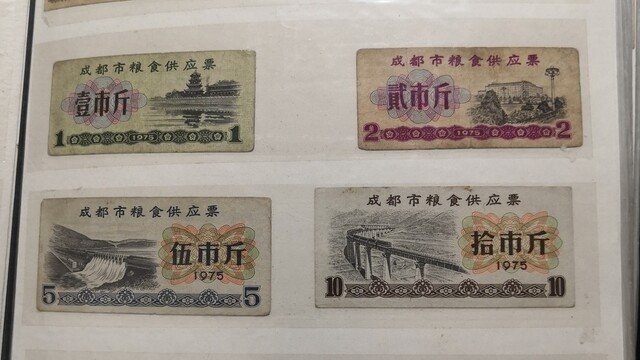 成都市粮食供应票
壹市斤
1 1975 1
成都市粮食供应票
貳市斤
2 1975 2
成都市粮食供应票
伍市斤
1975
5 5
成都市粮食供应票
拾市斤
1975
10 10